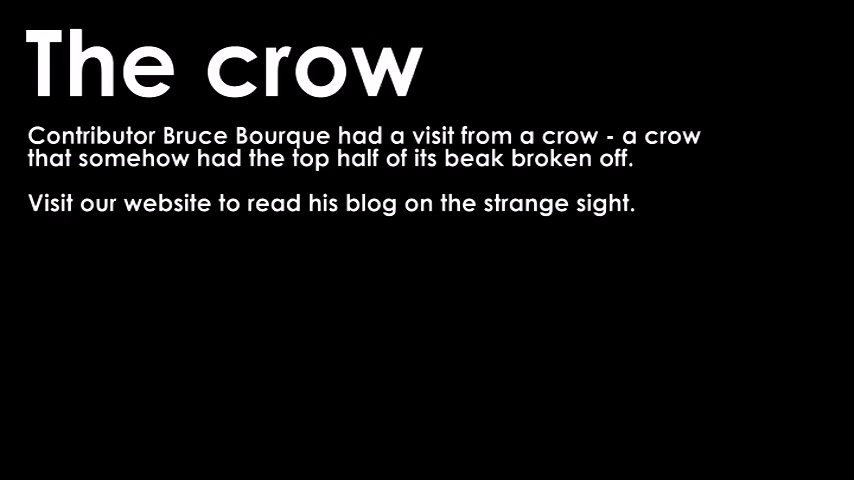 The crow
Contributor Bruce Bourque had a visit from a crow - a crow
that somehow had the top half of its beak broken off.
Visit our website to read his blog on the strange sight.